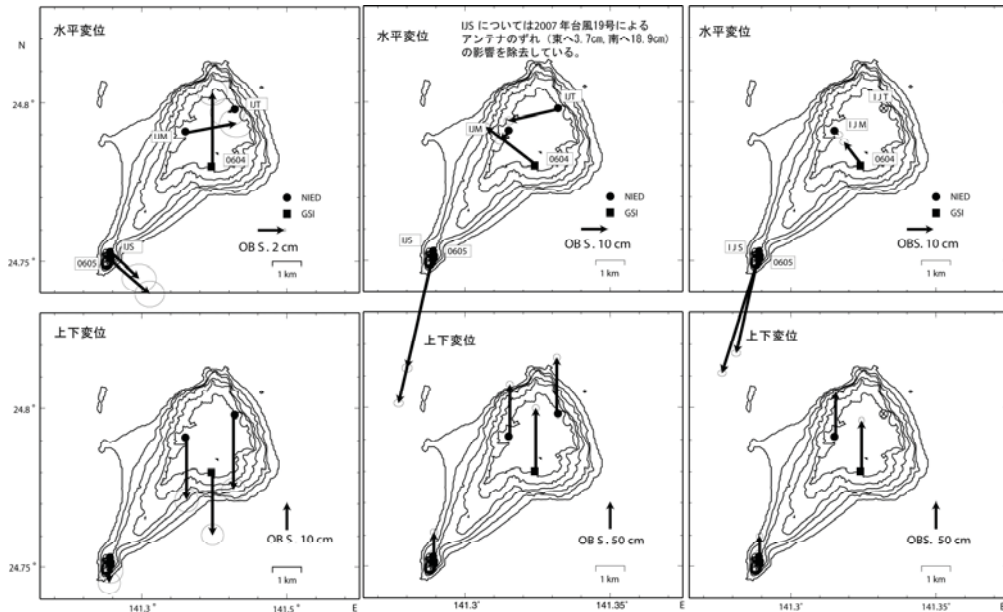 水平変位
N
24.8°
24.75°
IJT
IJM
0604
NIED
GSI
OBS. 2 cm
1 km
IJS
0605
水平変位
IJS については2007年台風19号による
アンテナのずれ（東へ3.7cm,南へ18.9cm）
の影響を除去している。
IJT
IJM
0604
NIED
GSI
OBS. 10 cm
1 km
IJS
0605
水平変位
IJT
IJM
0604
NIED
GSI
OBS. 10 cm
1 km
IJS
0605
上下変位
24.8°
24.75°
OBS. 10 cm
1 km
141.3°
141.5°
E
上下変位
OBS. 50 cm
1 km
141.3°
141.35°
E
上下変位
OBS. 50 cm
1 km
141.3°
141.35°
E